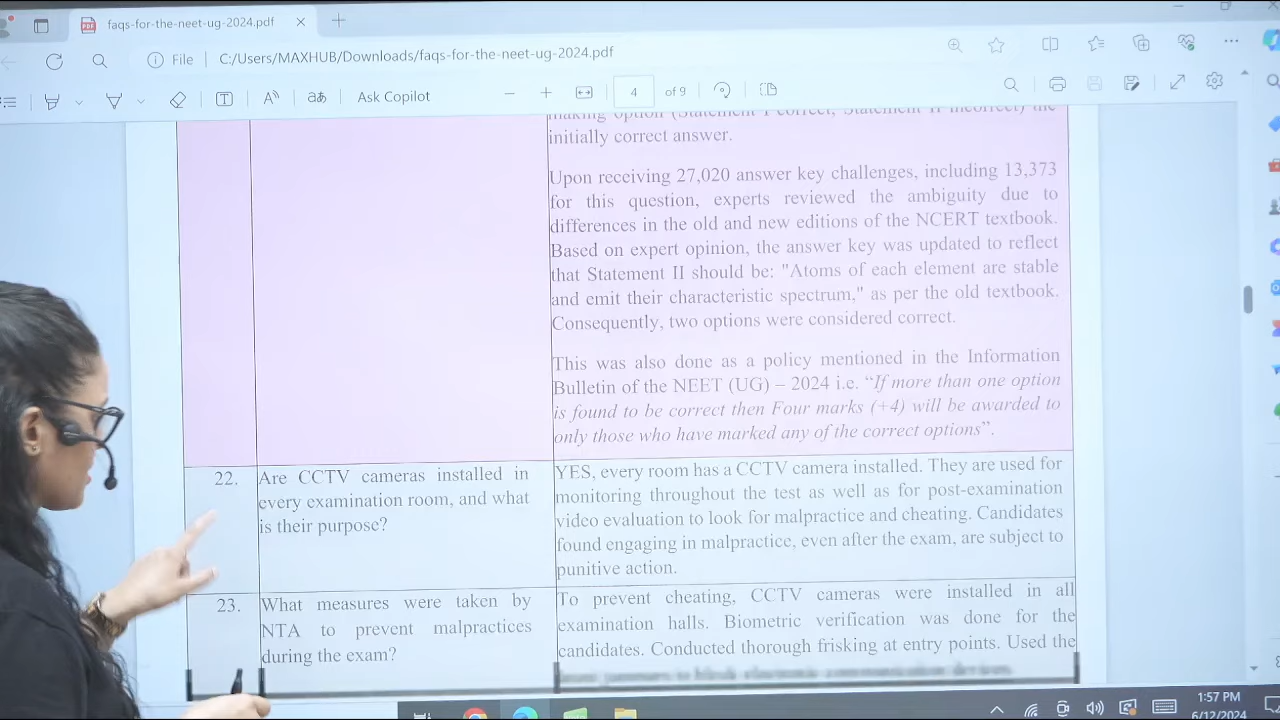 faqs-for-the-neet-ug-2024.pdf
File C:/Users/MAXHUB/Downloads/faqs-for-the-neet-ug-2024.pdf
Ask Copilot 4 of 9
making option (Statement I correct, Statement II incorrect) the
initially correct answer.
Upon receiving 27,020 answer key challenges, including 13,373
for this question, experts reviewed the ambiguity due to
differences in the old and new editions of the NCERT textbook.
Based on expert opinion, the answer key was updated to reflect
that Statement II should be: "Atoms of each element are stable
and emit their characteristic spectrum," as per the old textbook.
Consequently, two options were considered correct.
This was also done as a policy mentioned in the Information
Bulletin of the NEET (UG) – 2024 i.e. “If more than one option
is found to be correct then Four marks (+4) will be awarded to
only those who have marked any of the correct options”.
22.
Are CCTV cameras installed in
every examination room, and what
is their purpose?
YES, every room has a CCTV camera installed. They are used for
monitoring throughout the test as well as for post-examination
video evaluation to look for malpractice and cheating. Candidates
found engaging in malpractice, even after the exam, are subject to
punitive action.
23.
What measures were taken by
NTA to prevent malpractices
during the exam?
To prevent cheating, CCTV cameras were installed in all
examination halls. Biometric verification was done for the
candidates. Conducted thorough frisking at entry points. Used the
1:57 PM
6/12/2024